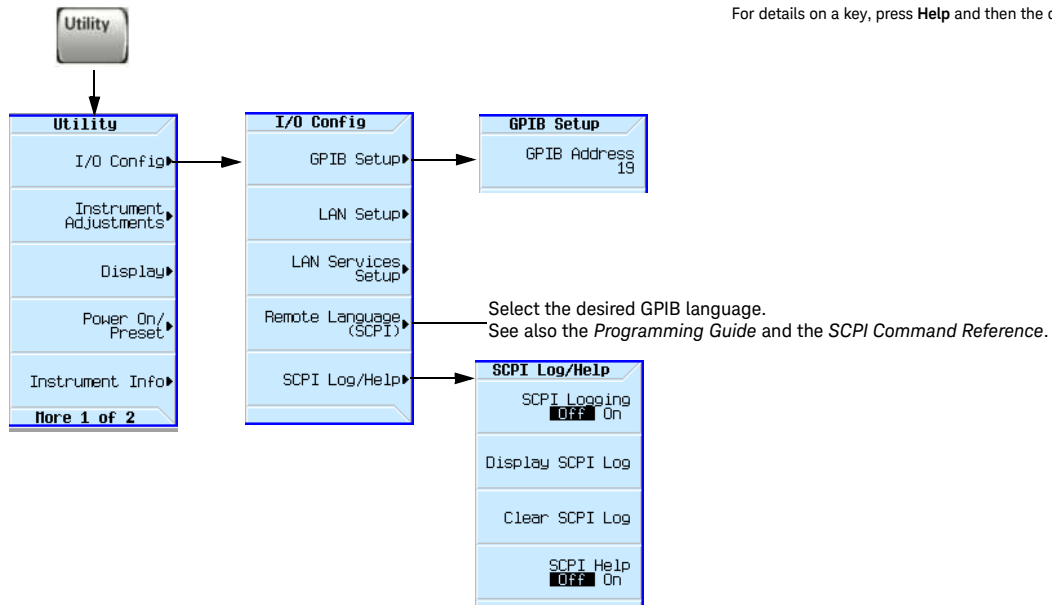 For details on a key, press Help and then the
Utility
Utility
I/O Config
Instrument
Adjustments
Display
Power On/
Preset
Instrument Info
More 1 of 2
I/O Config
GPIB Setup
LAN Setup
LAN Services
Setup
Remote Language
(SCPI)
SCPI Log/Help
GPIB Setup
GPIB Address
19
Select the desired GPIB language.
See also the Programming Guide and the SCPI Command Reference.
SCPI Log/Help
SCPI Logging
Off On
Display SCPI Log
Clear SCPI Log
SCPI Help
Off On